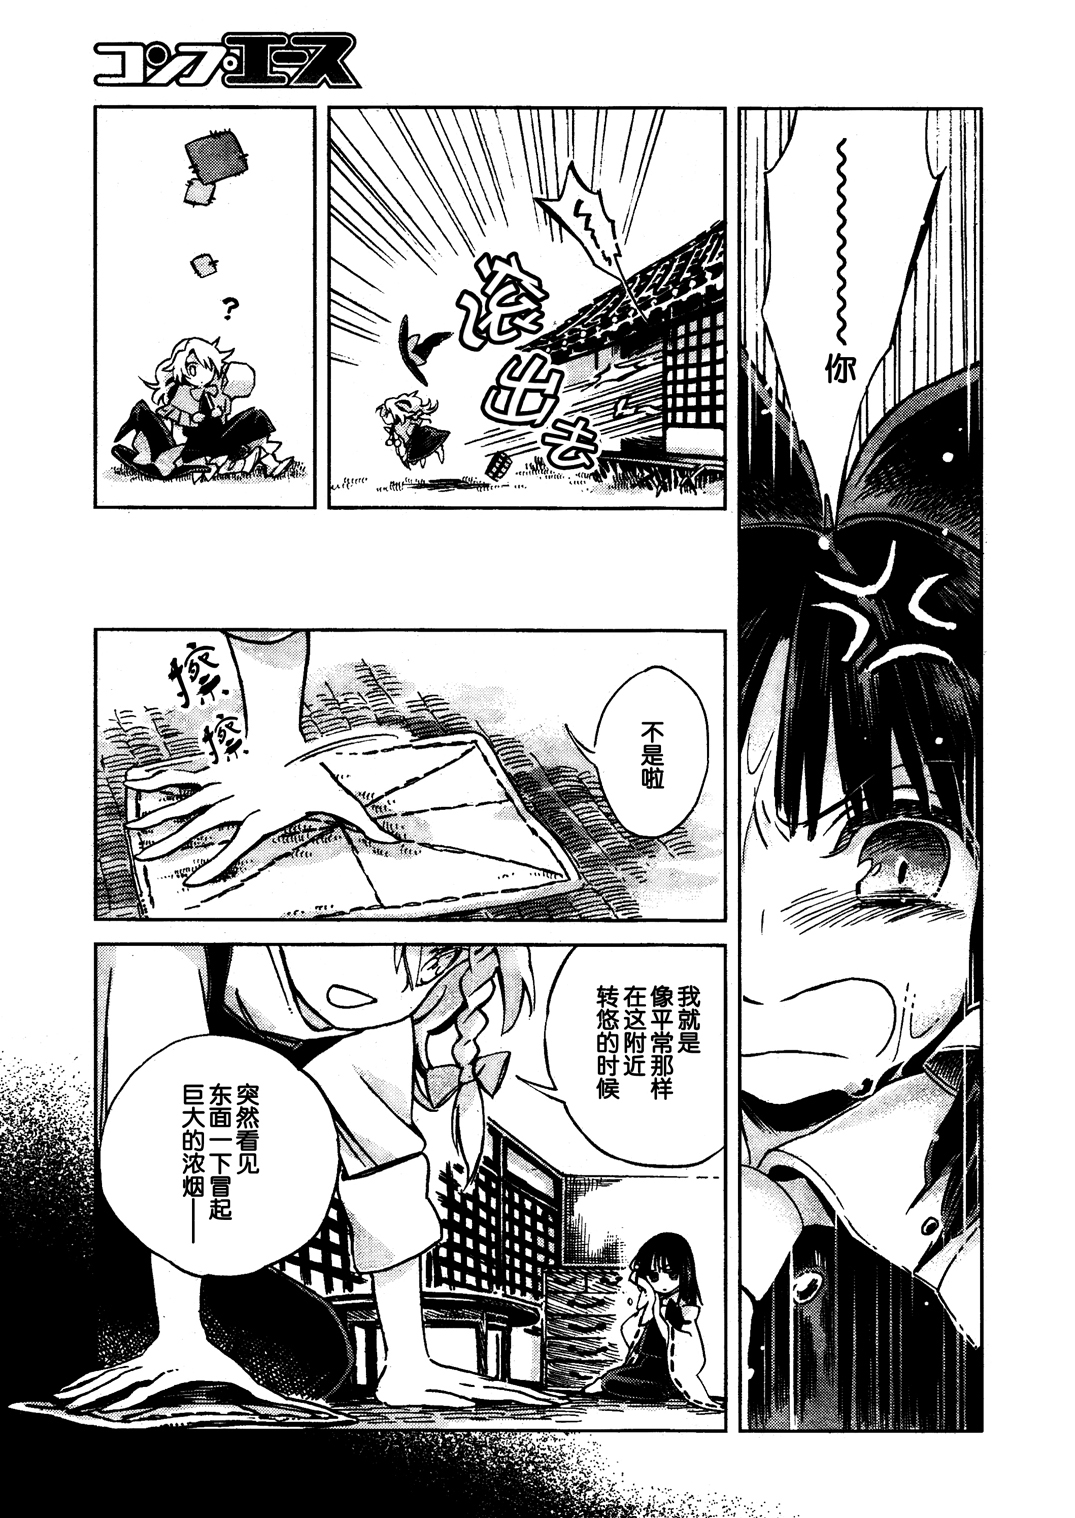 コンプ・エース
你
滚
出
去
?
不是啦
擦
擦
我就是
像平常那样
在这附近
转悠的时候
突然看见
东面一下冒起
巨大的浓烟——